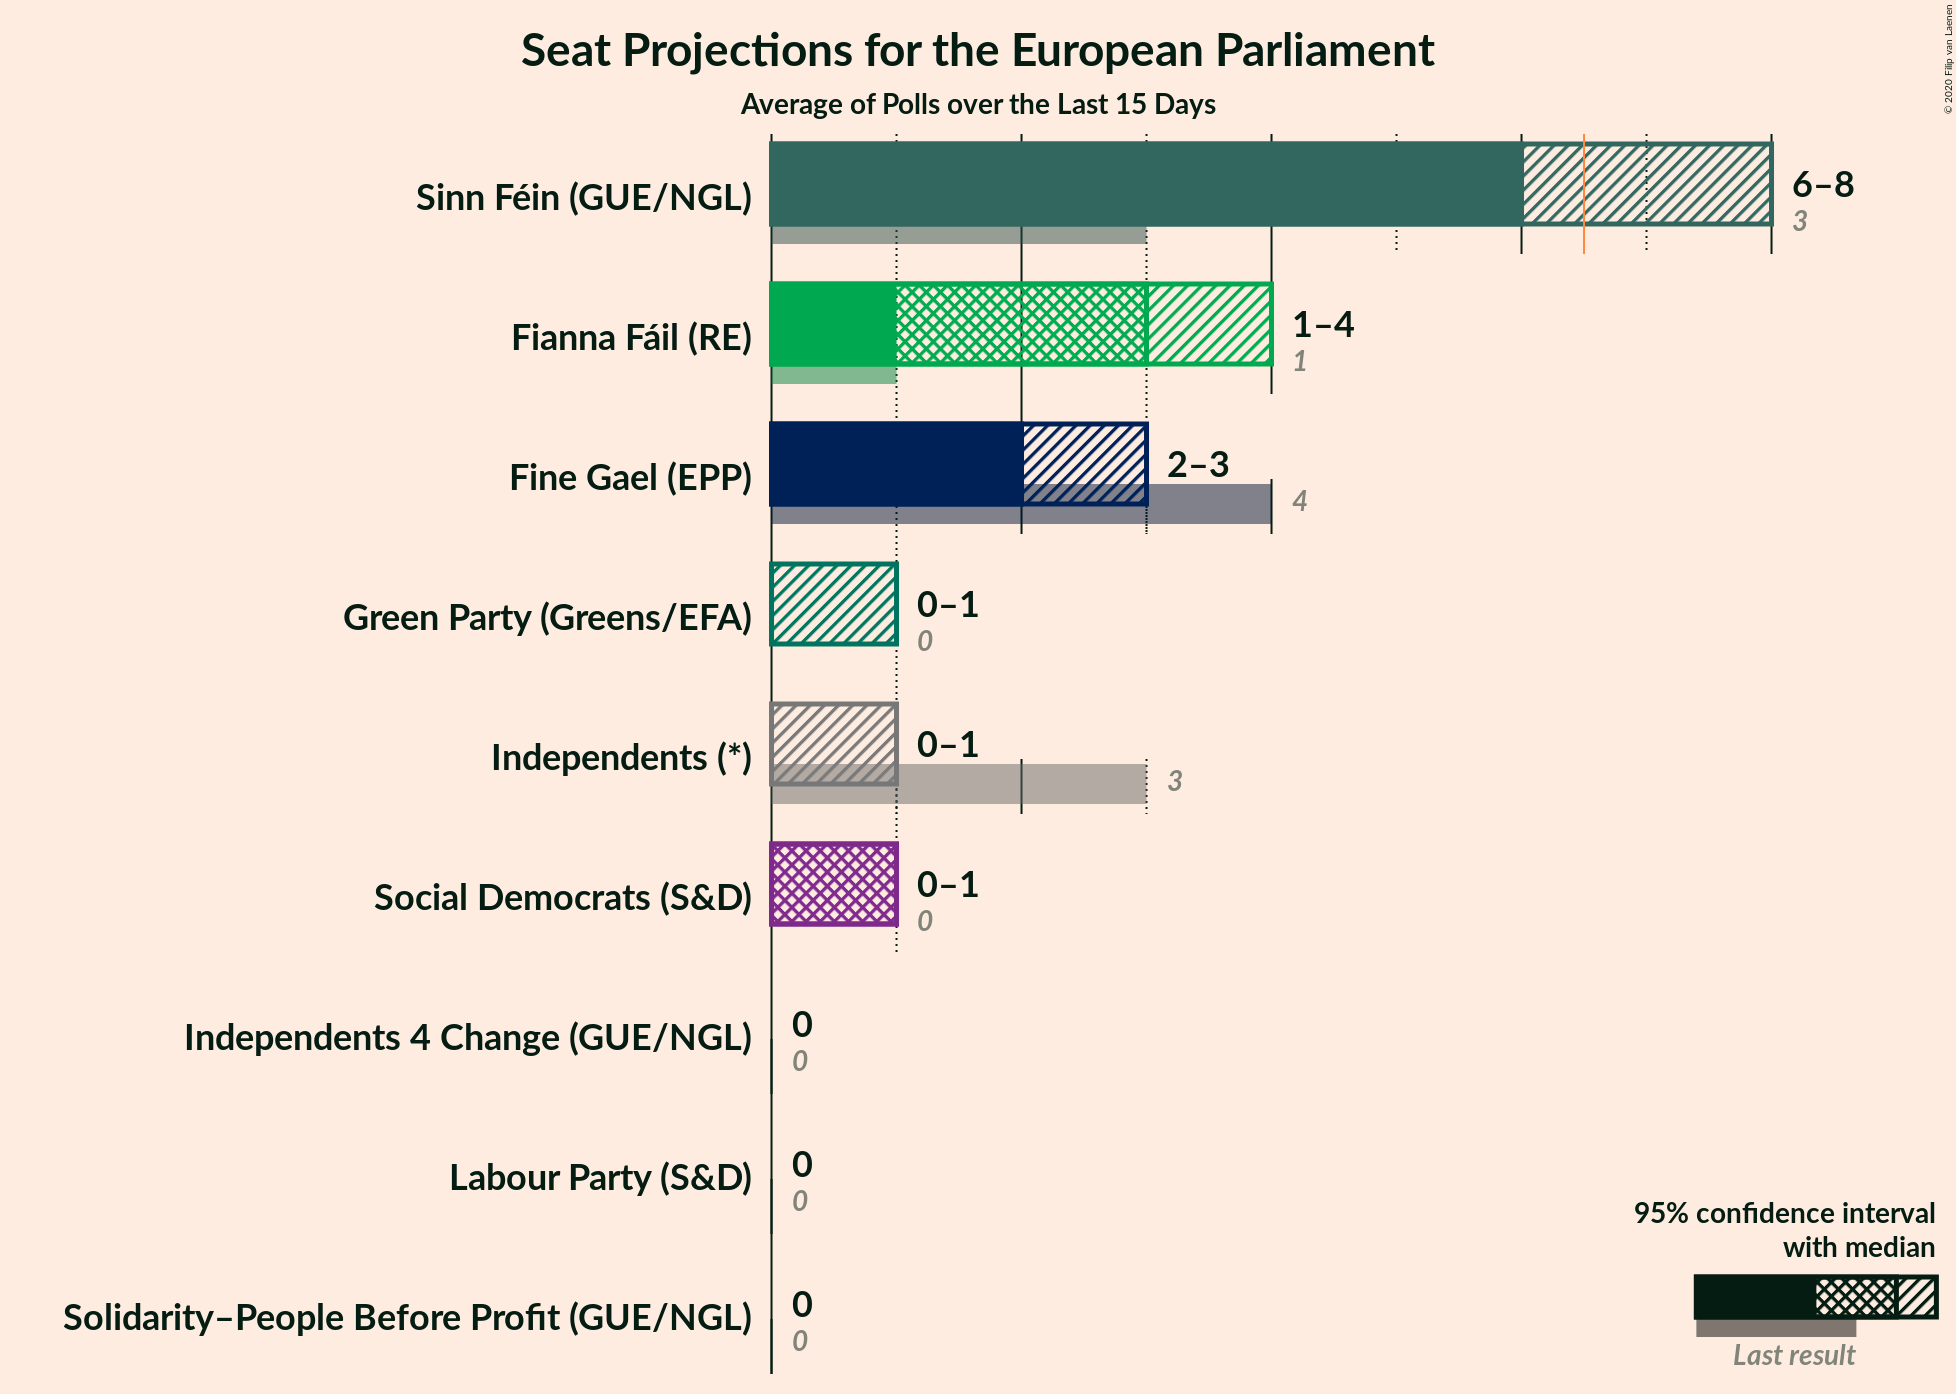 Seat Projections for the European Parliament
Average of Polls over the Last 15 Days
© 2020 Filip van Laenen
Sinn Féin (GUE/NGL)
6–8
3
Fianna Fáil (RE)
1–4
1
Fine Gael (EPP)
2–3
4
Green Party (Greens/EFA)
0–1
0
Independents (*)
0–1
3
Social Democrats (S&D)
0–1
0
Independents 4 Change (GUE/NGL)
0
0
Labour Party (S&D)
0
0
Solidarity–People Before Profit (GUE/NGL)
0
0
95% confidence interval
with median
Last result